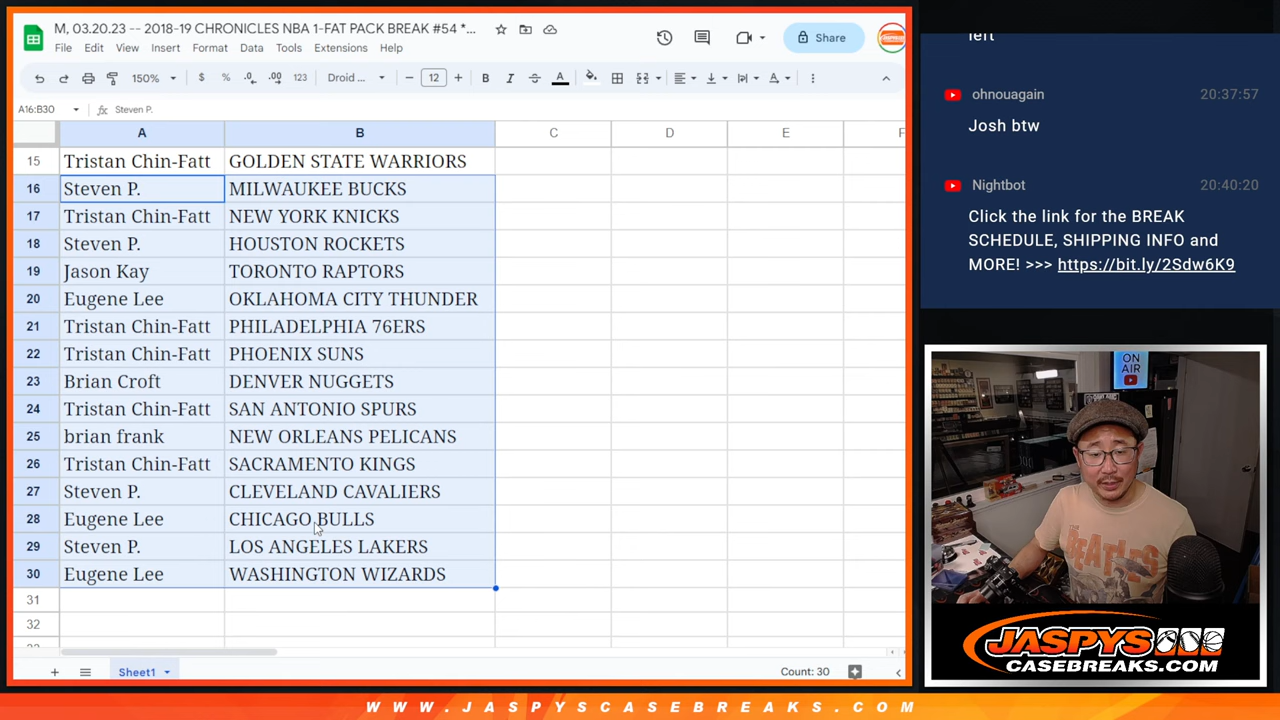 M, 03.20.23 -- 2018-19 CHRONICLES NBA 1-FAT PACK BREAK #54 *...
File Edit View Insert Format Data Tools Extensions Help
Share
150% $ % .0 .00 123 Droid ... 12 B I S A
A16:B30 fx Steven P.
A B C D E F
15 Tristan Chin-Fatt GOLDEN STATE WARRIORS
16 Steven P. MILWAUKEE BUCKS
17 Tristan Chin-Fatt NEW YORK KNICKS
18 Steven P. HOUSTON ROCKETS
19 Jason Kay TORONTO RAPTORS
20 Eugene Lee OKLAHOMA CITY THUNDER
21 Tristan Chin-Fatt PHILADELPHIA 76ERS
22 Tristan Chin-Fatt PHOENIX SUNS
23 Brian Croft DENVER NUGGETS
24 Tristan Chin-Fatt SAN ANTONIO SPURS
25 brian frank NEW ORLEANS PELICANS
26 Tristan Chin-Fatt SACRAMENTO KINGS
27 Steven P. CLEVELAND CAVALIERS
28 Eugene Lee CHICAGO BULLS
29 Steven P. LOS ANGELES LAKERS
30 Eugene Lee WASHINGTON WIZARDS
31
32
Sheet1 Count: 30
left
ohnouagain 20:37:57
Josh btw
Nightbot 20:40:20
Click the link for the BREAK
SCHEDULE, SHIPPING INFO and
MORE! >>> https://bit.ly/2Sdw6K9
ON
AIR
THE
BEATLES
JASPYS
CASEBREAKS.COM
WWW.JASPYSCASEBREAKS.COM